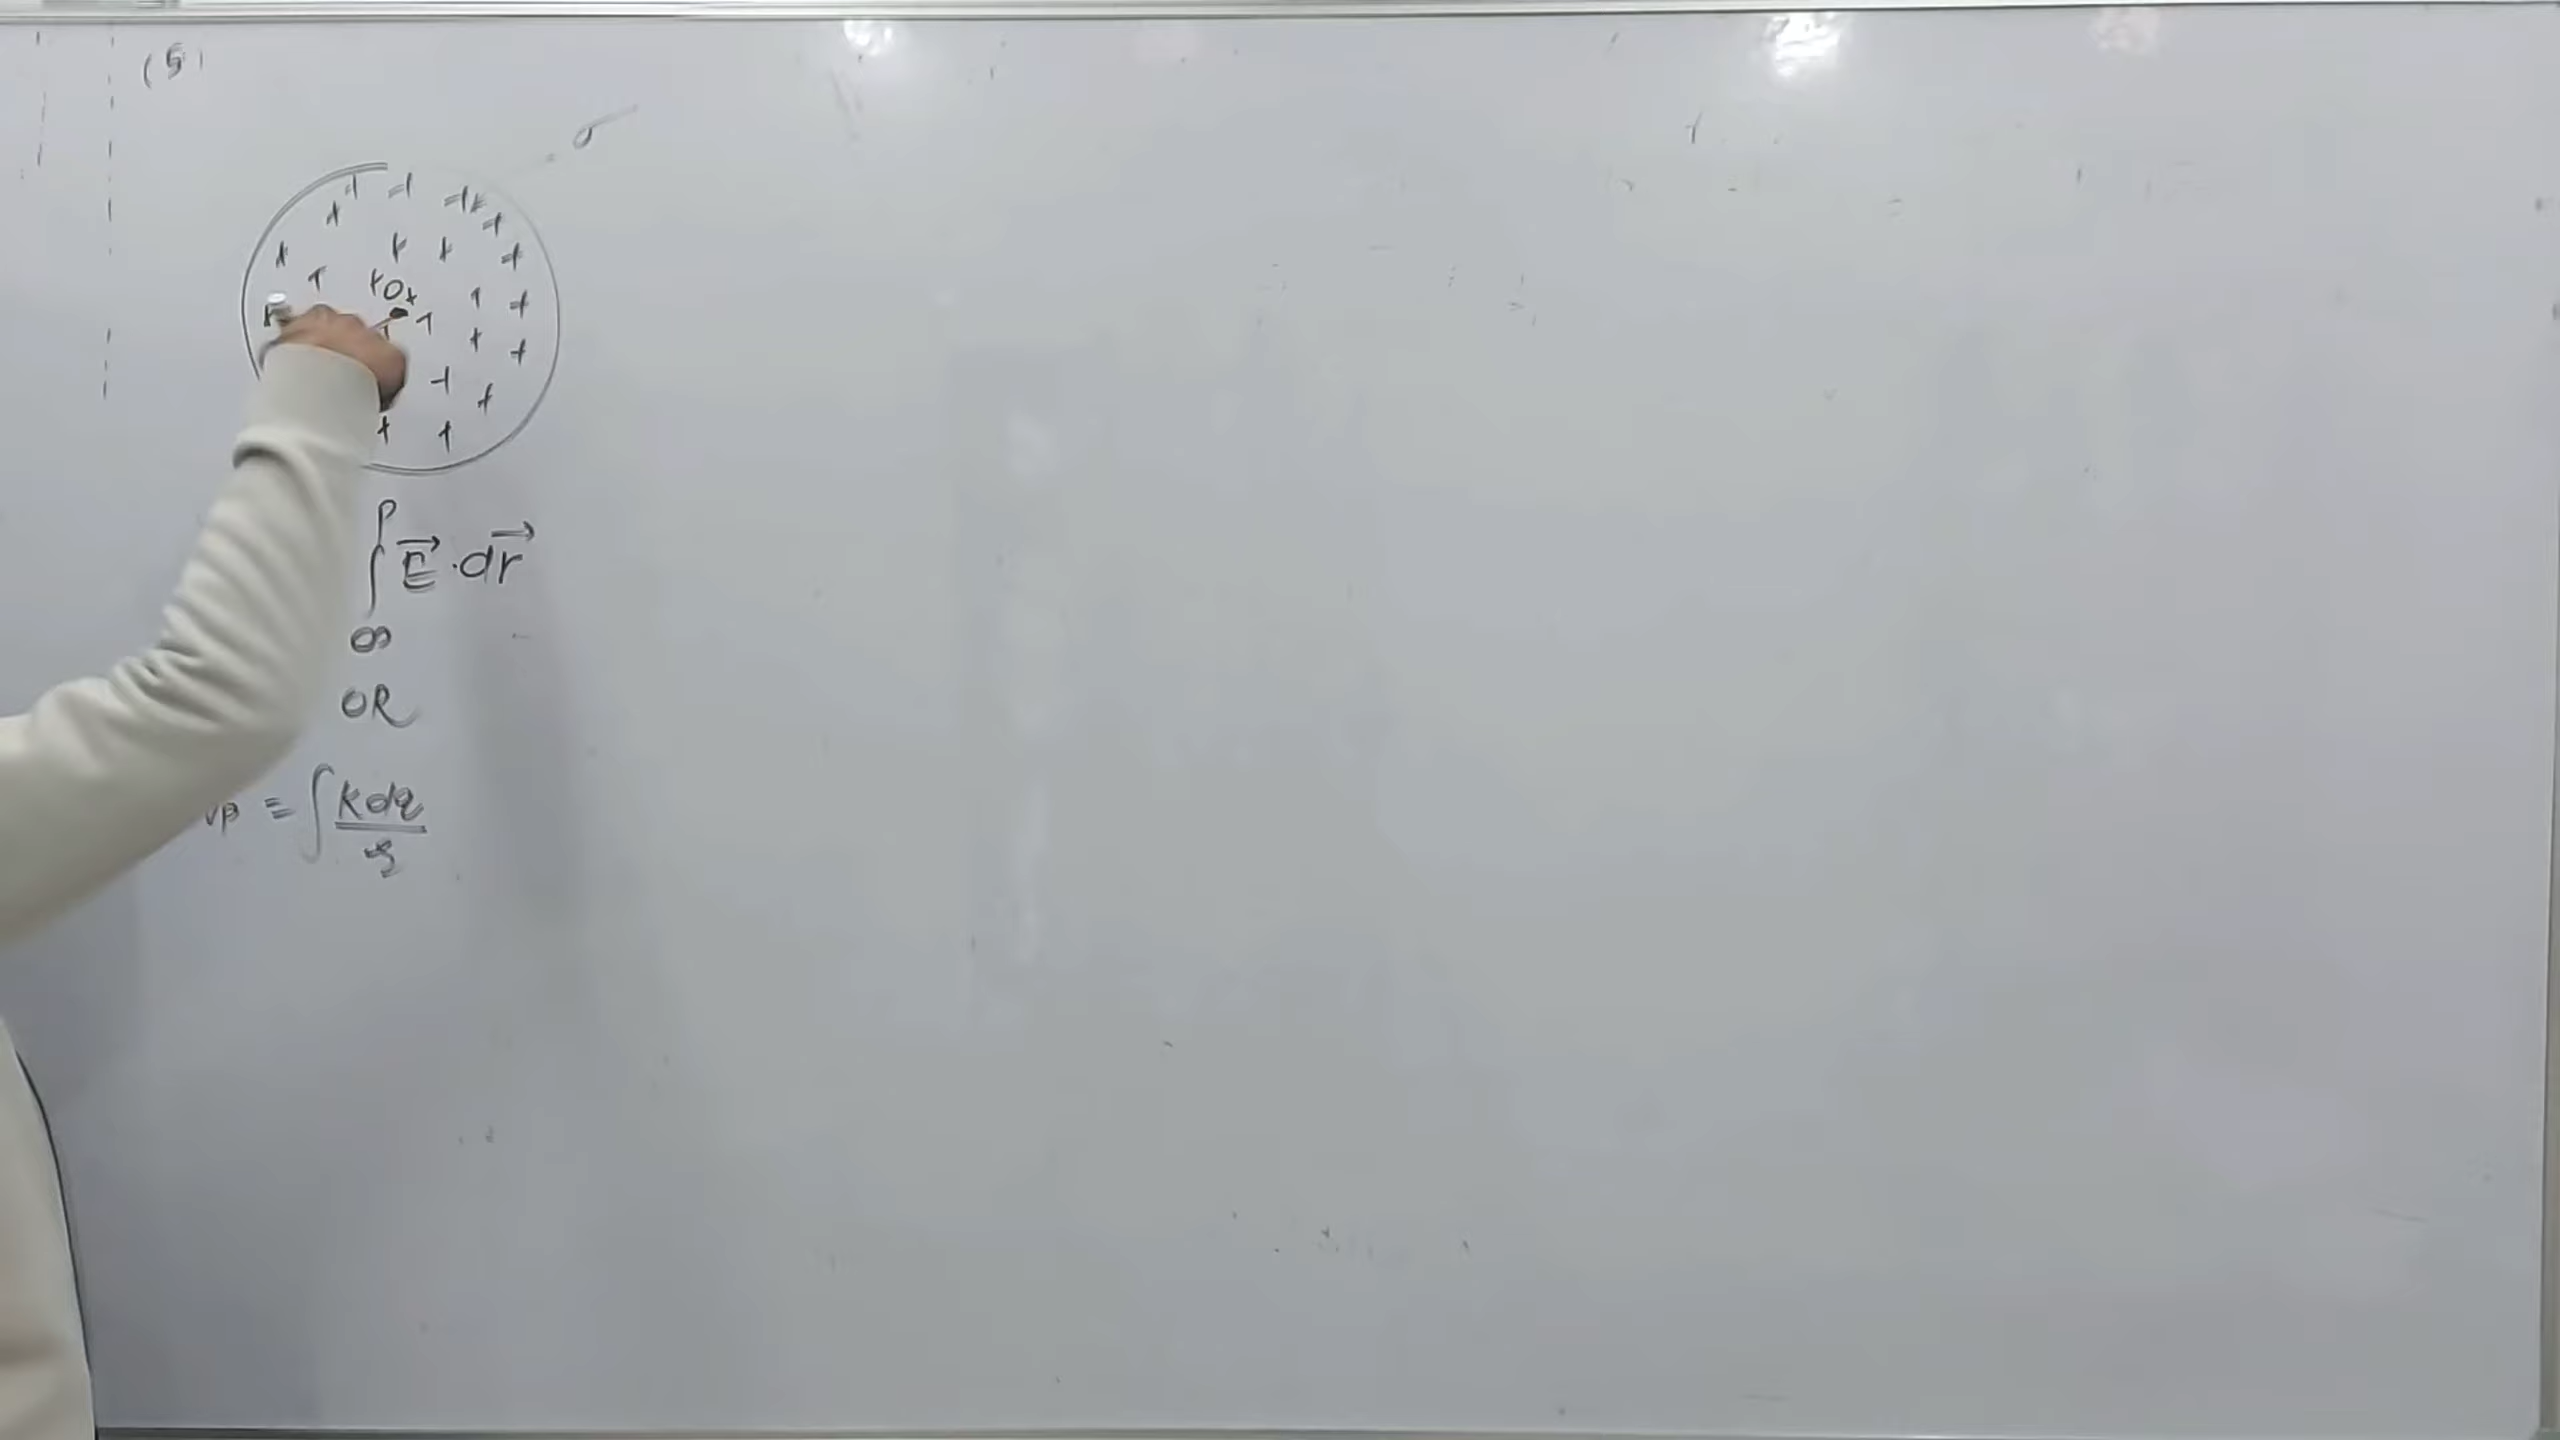 (5)
σ
O
P
∫ E⃗ · dr⃗
∞
OR
VP = ∫ kdq
r